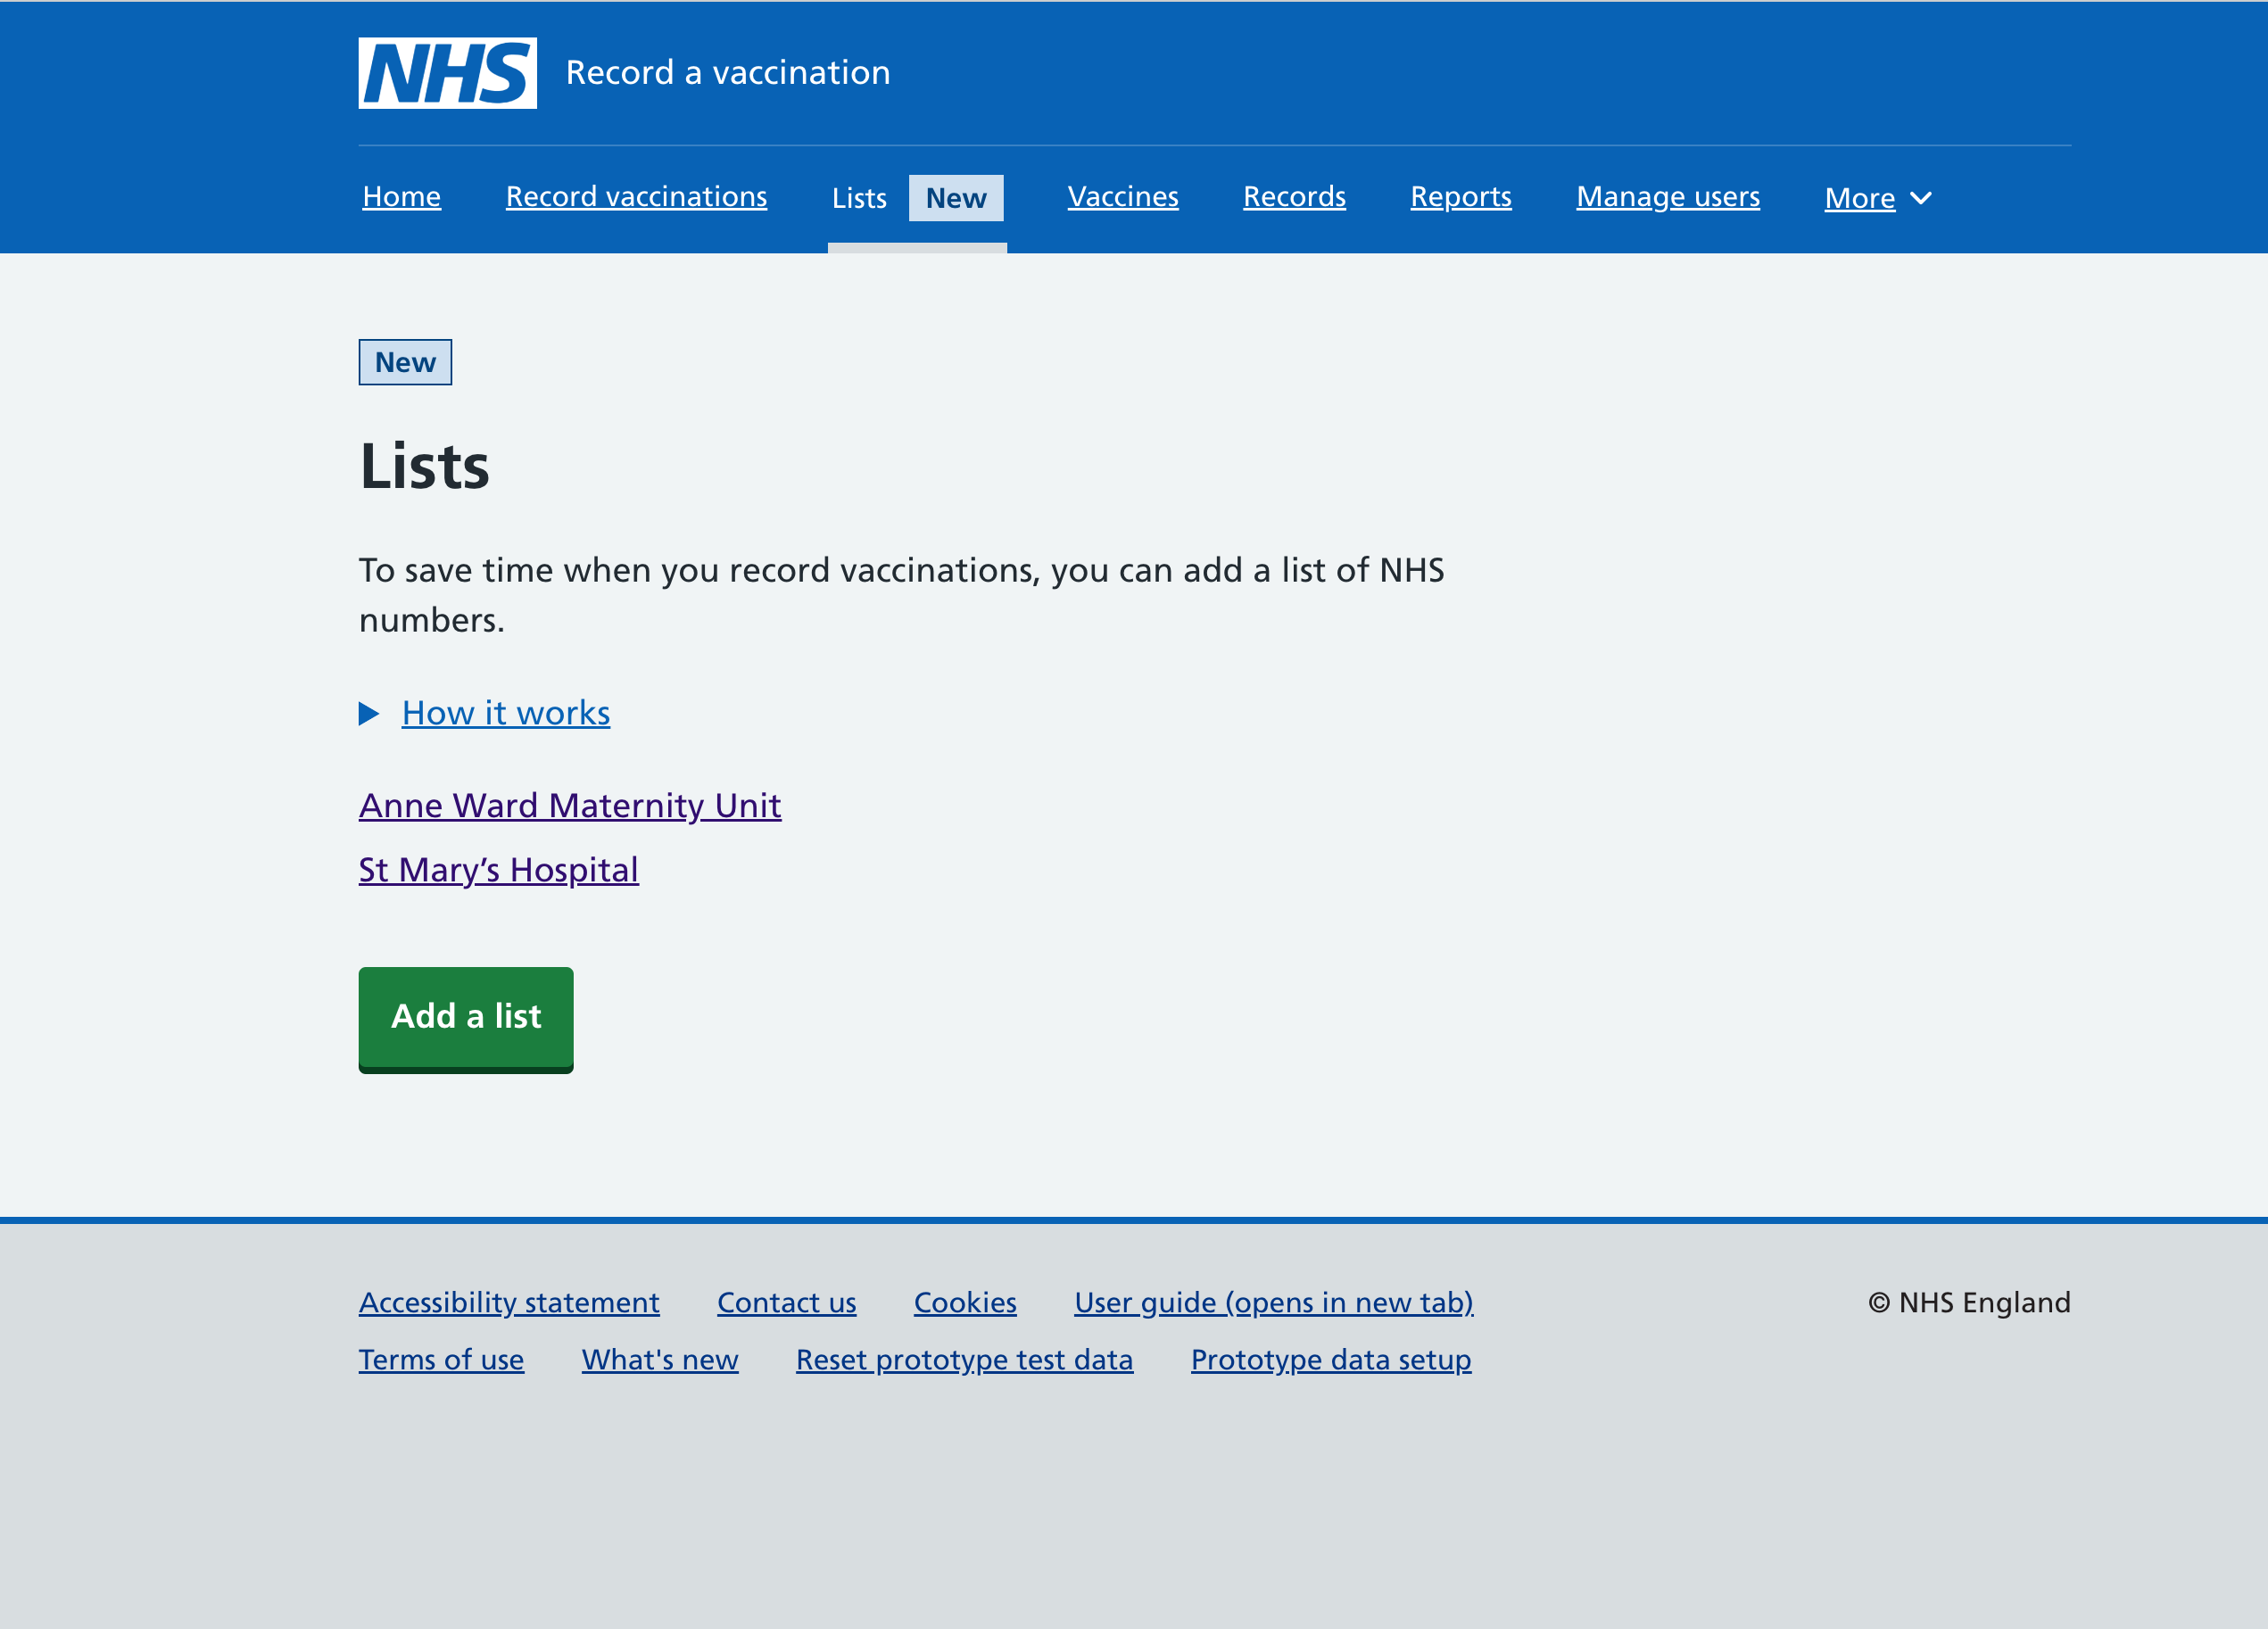 NHS Record a vaccination
Home Record vaccinations Lists New Vaccines Records Reports Manage users More
New
Lists
To save time when you record vaccinations, you can add a list of NHS
numbers.
How it works
Anne Ward Maternity Unit
St Mary’s Hospital
Add a list
Accessibility statement Contact us Cookies User guide (opens in new tab) © NHS England
Terms of use What's new Reset prototype test data Prototype data setup